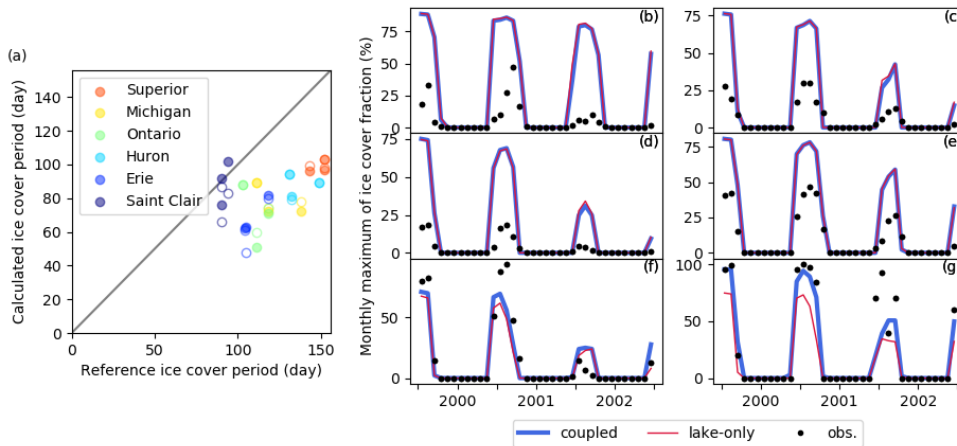 (a)
Calculated ice cover period (day)
140
120
100
80
60
40
20
0
Superior
Michigan
Ontario
Huron
Erie
Saint Clair
0 50 100 150
Reference ice cover period (day)
Monthly maximum of ice cover fraction (%)
(b)
75
50
25
0
(c)
75
50
25
0
(d)
75
50
25
0
(e)
75
50
25
0
(f)
50
0
2000 2001 2002
(g)
100
75
50
25
0
2000 2001 2002
coupled lake-only obs.